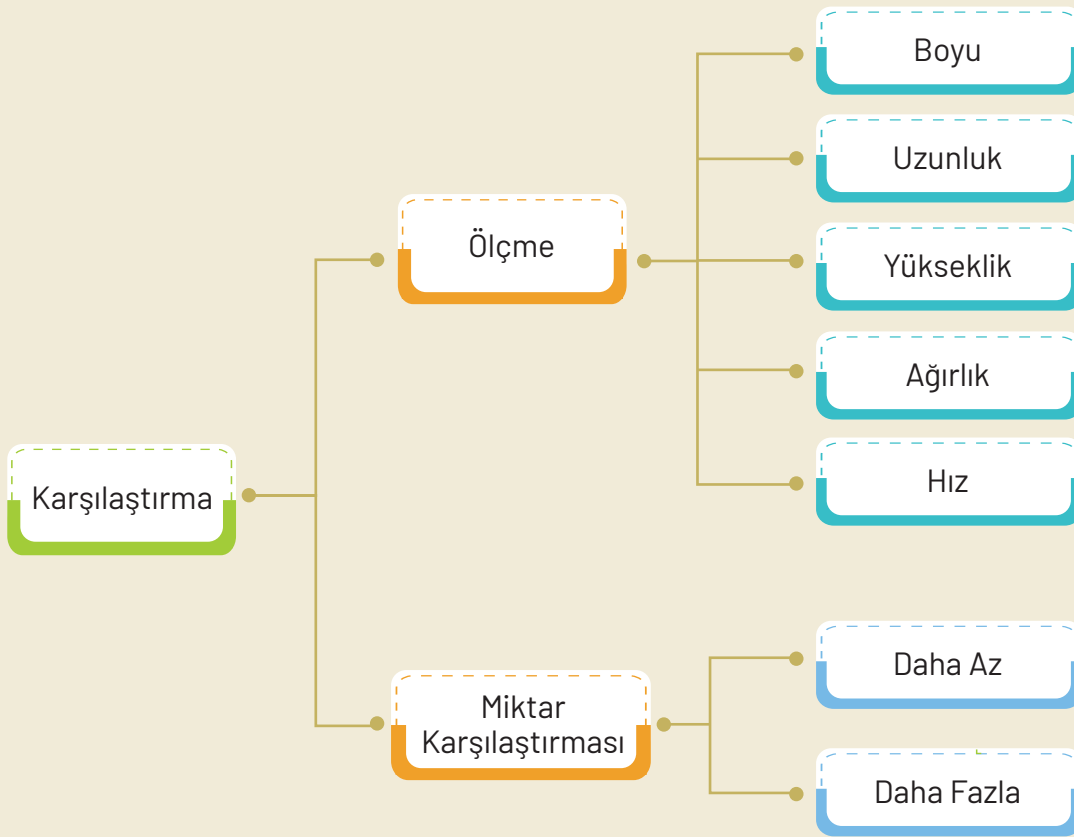 Karşılaştırma
Ölçme
Boyu
Uzunluk
Yükseklik
Ağırlık
Hız
Miktar
Karşılaştırması
Daha Az
Daha Fazla